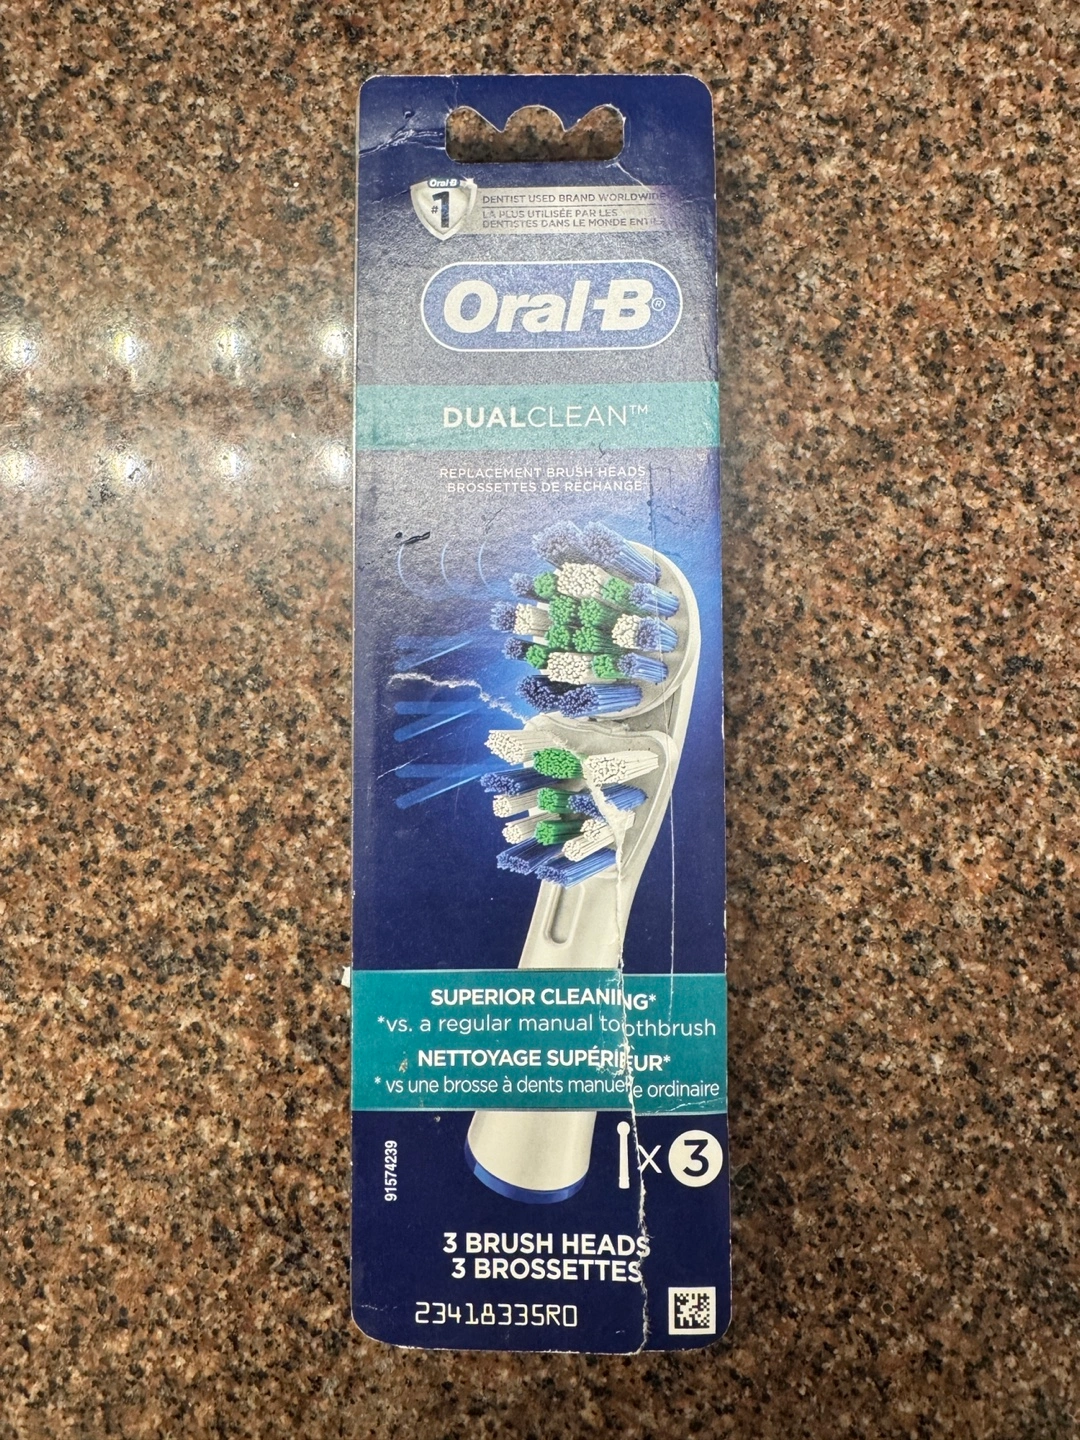 Oral-B
#1
DENTIST USED BRAND WORLDWIDE
LA PLUS UTILISÉE PAR LES
DENTISTES DANS LE MONDE ENTIER
Oral-B®
DUALCLEAN™
REPLACEMENT BRUSH HEADS
BROSSETTES DE RECHANGE
SUPERIOR CLEANING*
*vs. a regular manual toothbrush
NETTOYAGE SUPÉRIEUR*
* vs une brosse à dents manuelle ordinaire
x 3
91574239
3 BRUSH HEADS
3 BROSSETTES
23418335RO